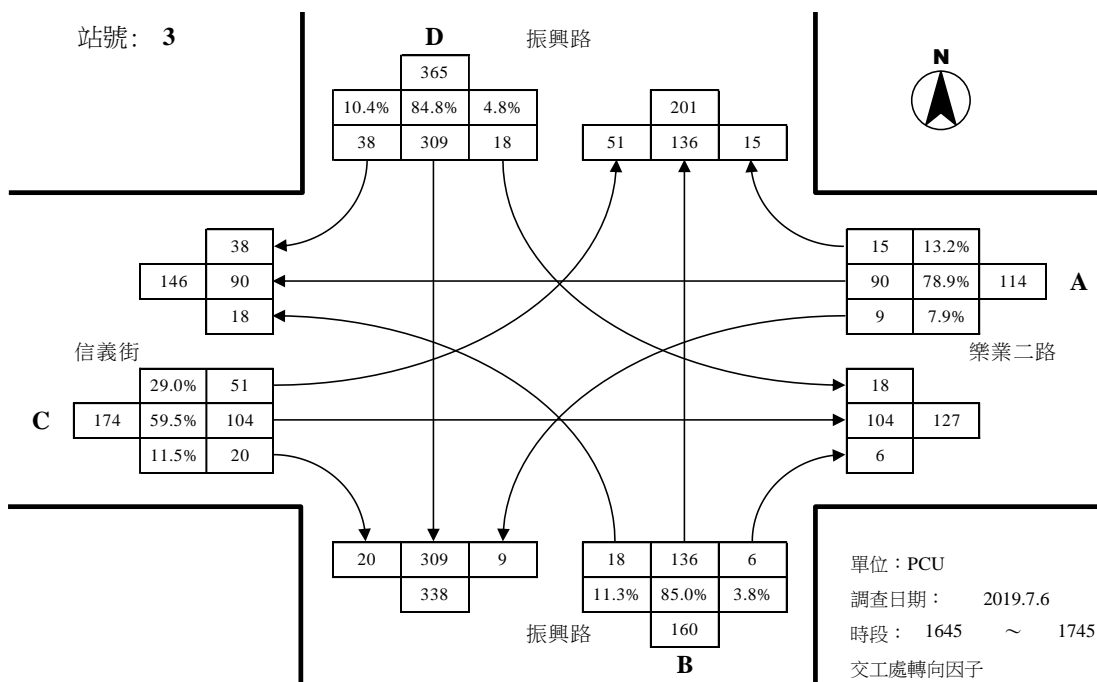 站號: 3
D
振興路
N
365
10.4% 84.8% 4.8%
38 309 18
201
51 136 15
38
146 90
18
15 13.2%
90 78.9% 114
9 7.9%
A
信義街
樂業二路
29.0% 51
174 59.5% 104
11.5% 20
C
18
104 127
6
20 309 9
338
18 136 6
11.3% 85.0% 3.8%
160
振興路
B
單位:PCU
調查日期: 2019.7.6
時段: 1645 ~ 1745
交工處轉向因子